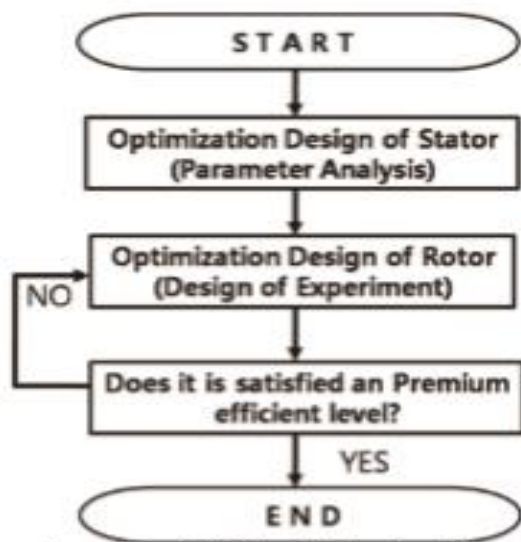 START
Optimization Design of Stator
(Parameter Analysis)
Optimization Design of Rotor
(Design of Experiment)
NO
Does it is satisfied an Premium
efficient level?
YES
END